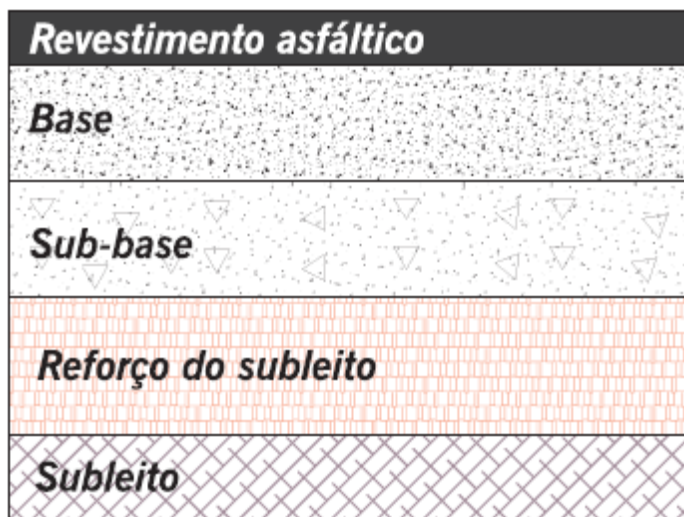 Revestimento asfáltico
Base
Sub-base
Reforço do subleito
Subleito